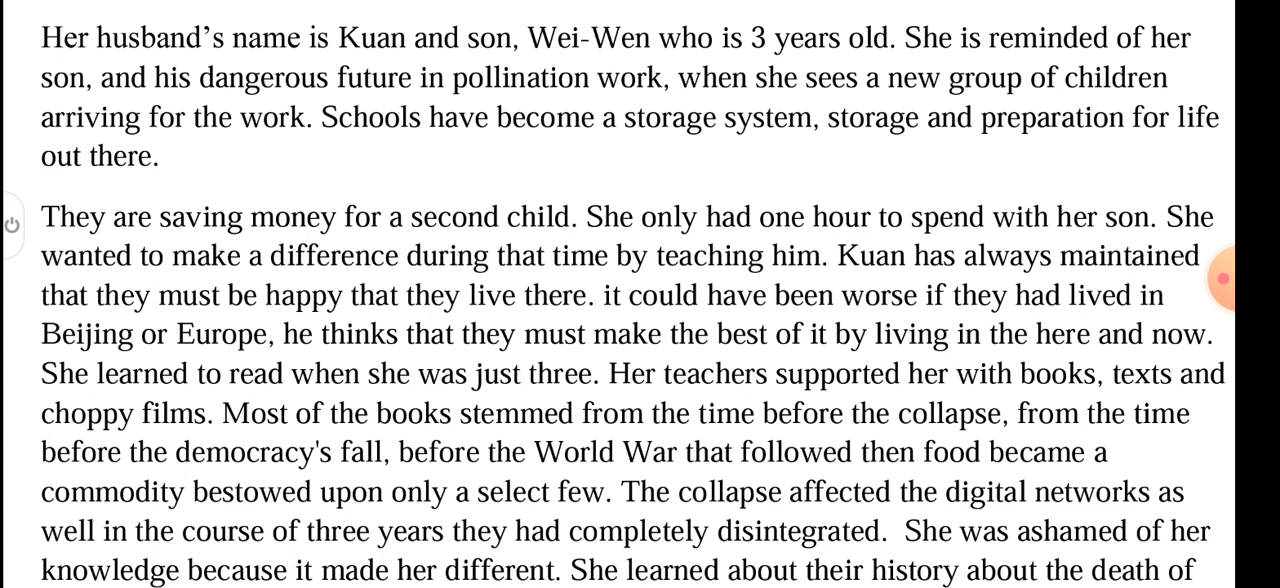 Her husband’s name is Kuan and son, Wei-Wen who is 3 years old. She is reminded of her
son, and his dangerous future in pollination work, when she sees a new group of children
arriving for the work. Schools have become a storage system, storage and preparation for life
out there.
They are saving money for a second child. She only had one hour to spend with her son. She
wanted to make a difference during that time by teaching him. Kuan has always maintained
that they must be happy that they live there. it could have been worse if they had lived in
Beijing or Europe, he thinks that they must make the best of it by living in the here and now.
She learned to read when she was just three. Her teachers supported her with books, texts and
choppy films. Most of the books stemmed from the time before the collapse, from the time
before the democracy's fall, before the World War that followed then food became a
commodity bestowed upon only a select few. The collapse affected the digital networks as
well in the course of three years they had completely disintegrated.  She was ashamed of her
knowledge because it made her different. She learned about their history about the death of